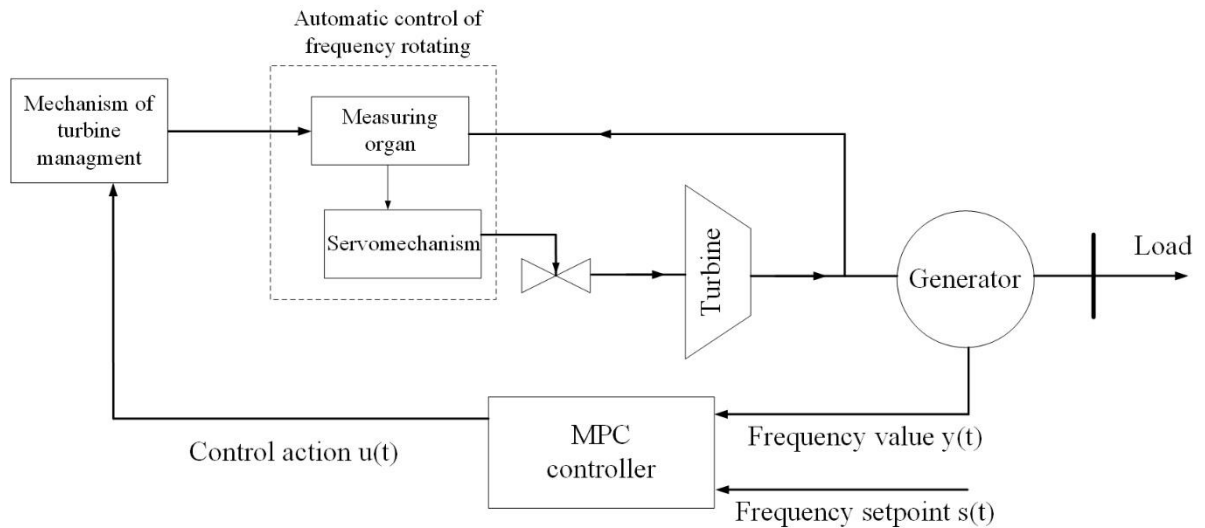 Automatic control of
frequency rotating
Mechanism of
turbine
managment
Measuring
organ
Servomechanism
Turbine
Generator
Load
MPC
controller
Control action u(t)
Frequency value y(t)
Frequency setpoint s(t)